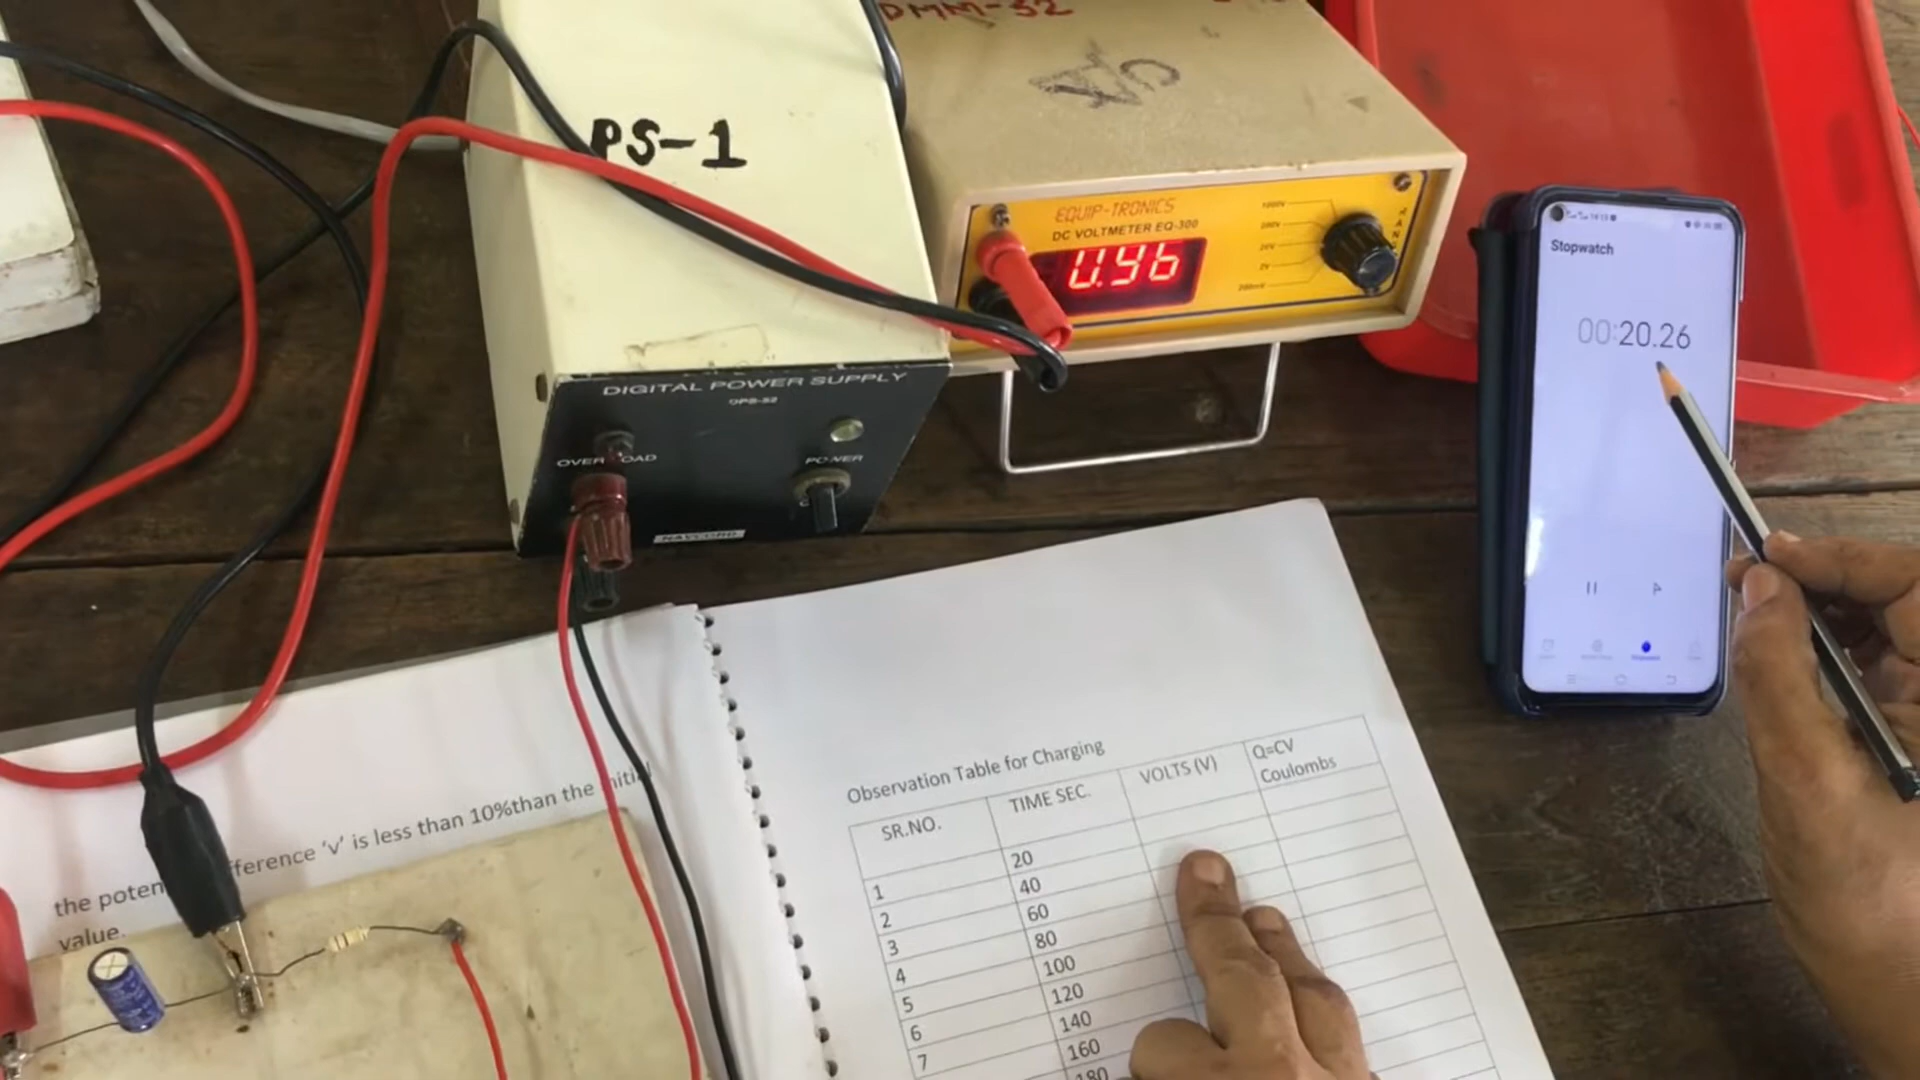 DMM-32
PS-1
EQUIP-TRONICS
DC VOLTMETER EQ-300
0.96
1000V
200V
20V
2V
200mV
Stopwatch
00:20.26
DIGITAL POWER SUPPLY
DPS-52
OVER LOAD
POWER
NAVCORD
the poten fference ‘v’ is less than 10%than the initial
value.
Observation Table for Charging
SR.NO. TIME SEC. VOLTS (V) Q=CV Coulombs
1 20
2 40
3 60
4 80
5 100
6 120
7 140
160
180